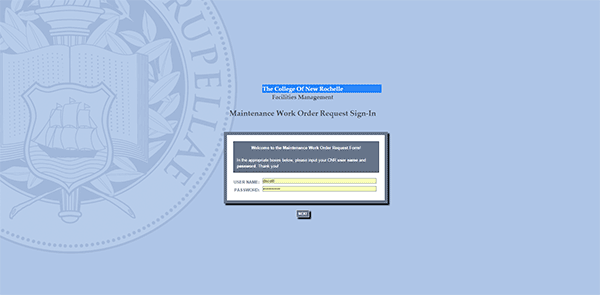 RUPELLAE
The College Of New Rochelle
Facilities Management
Maintenance Work Order Request Sign-In
Welcome to the Maintenance Work Order Request Form!
In the appropriate boxes below, please input your CNR user name and
password. Thank you!
USER NAME:
PASSWORD:
NEXT